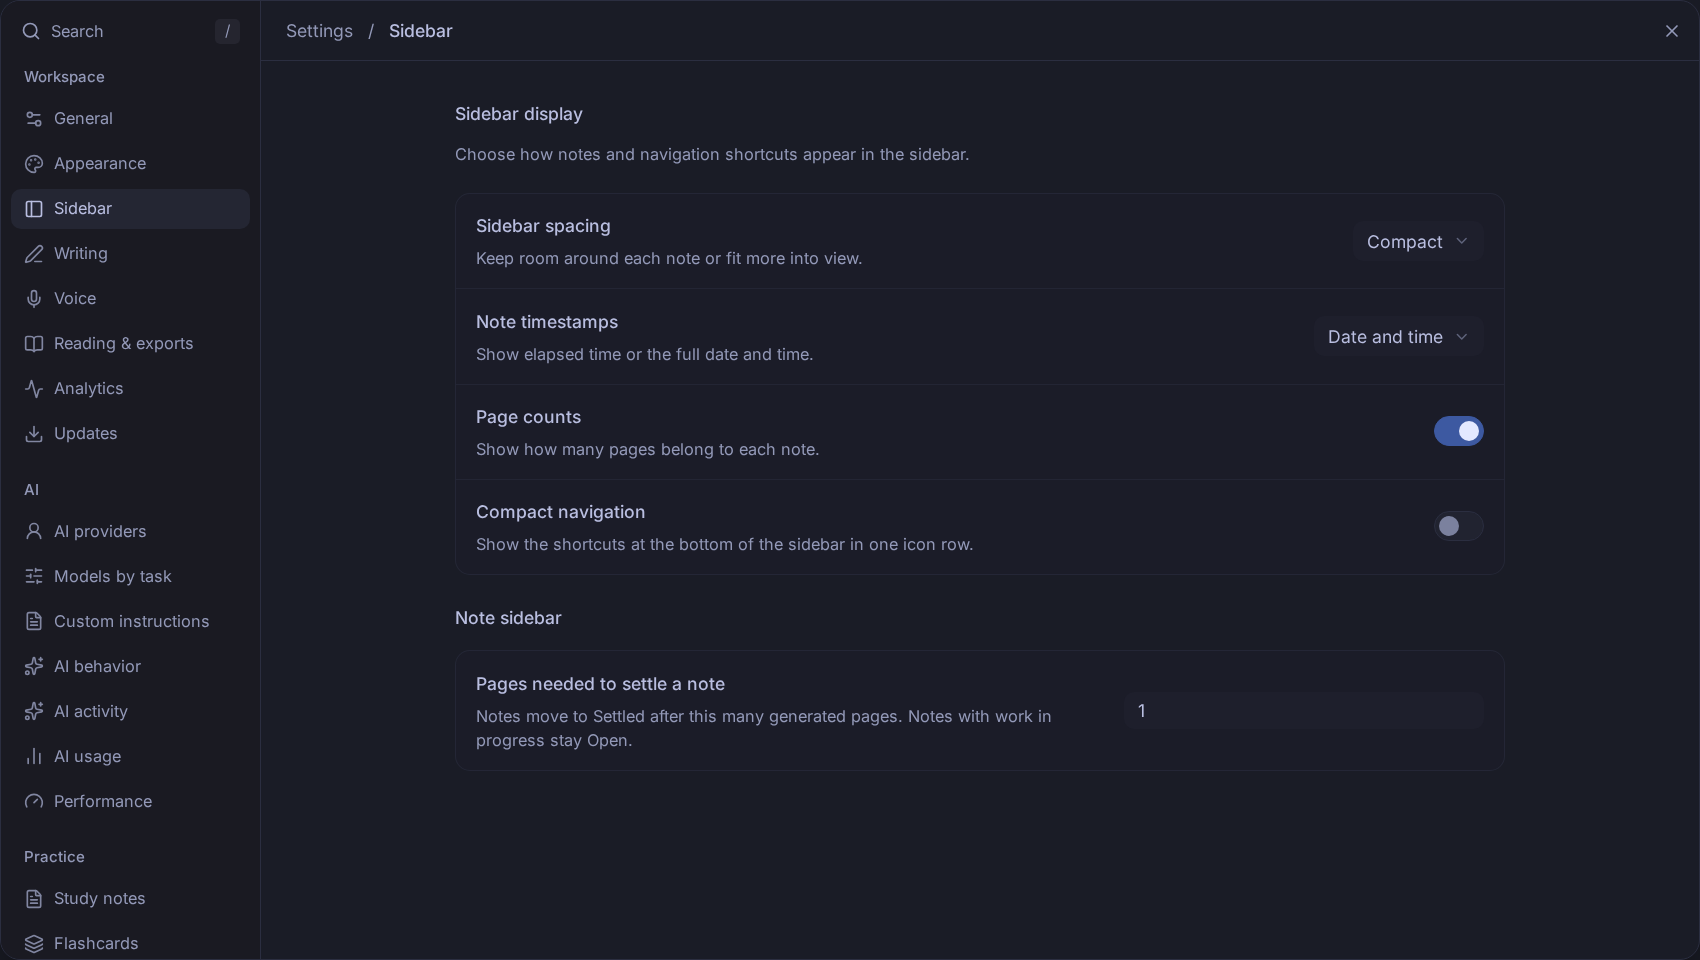 Search /
Workspace
General
Appearance
Sidebar
Writing
Voice
Reading & exports
Analytics
Updates
AI
AI providers
Models by task
Custom instructions
AI behavior
AI activity
AI usage
Performance
Practice
Study notes
Flashcards
Settings / Sidebar
Sidebar display
Choose how notes and navigation shortcuts appear in the sidebar.
Sidebar spacing
Keep room around each note or fit more into view.
Compact
Note timestamps
Show elapsed time or the full date and time.
Date and time
Page counts
Show how many pages belong to each note.
Compact navigation
Show the shortcuts at the bottom of the sidebar in one icon row.
Note sidebar
Pages needed to settle a note
Notes move to Settled after this many generated pages. Notes with work in
progress stay Open.
1